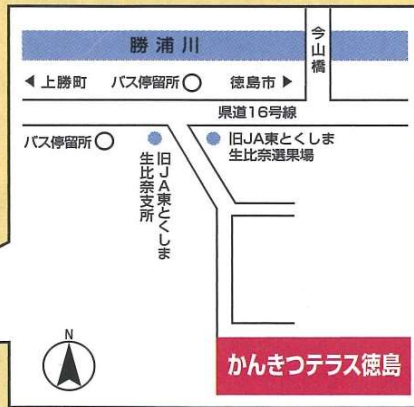 勝浦川
今山橋
◀ 上勝町
バス停留所
徳島市 ▶
県道16号線
バス停留所
旧JA東とくしま
生比奈支所
旧JA東とくしま
生比奈選果場
かんきつテラス徳島
N